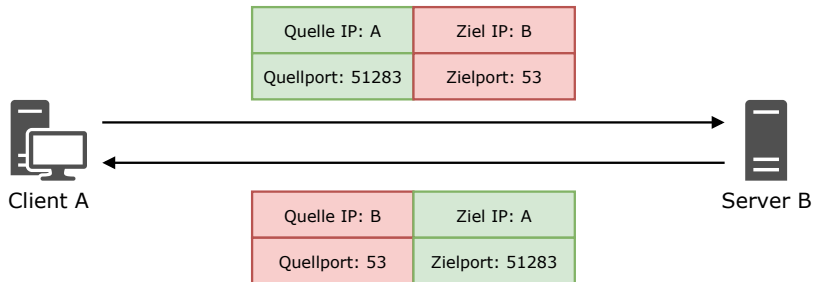 Quelle IP: A
Ziel IP: B
Quellport: 51283
Zielport: 53
Client A
Server B
Quelle IP: B
Ziel IP: A
Quellport: 53
Zielport: 51283